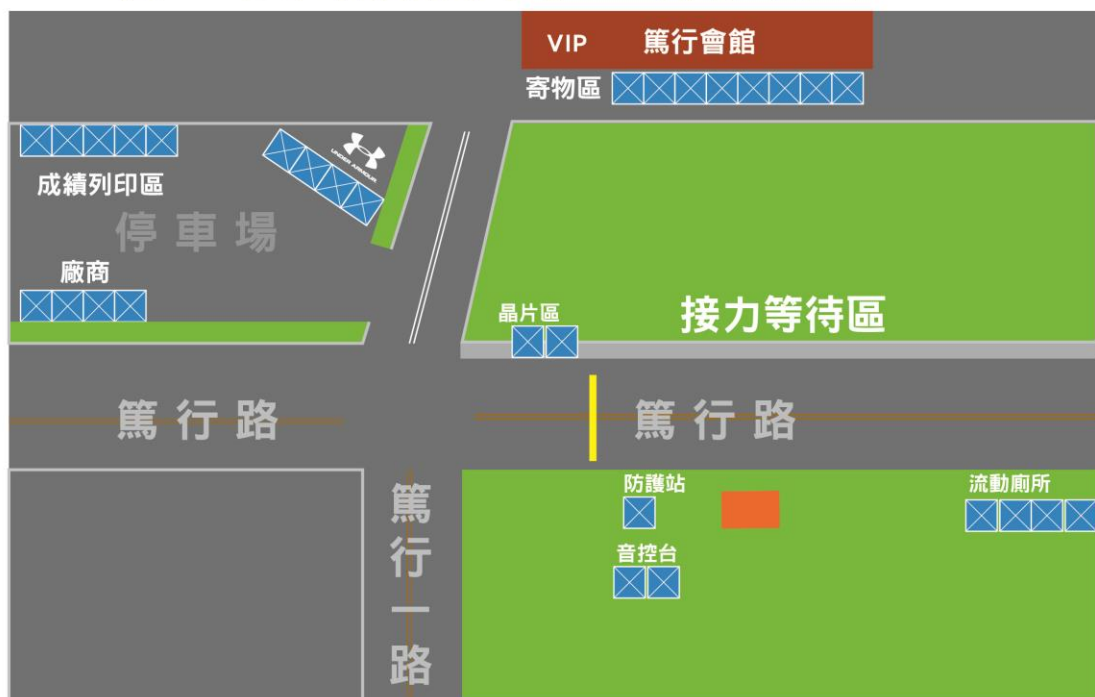 VIP 篤行會館
寄物區
UNDER ARMOUR
成績列印區
停車場
廠商
晶片區
接力等待區
篤行路
篤行路
篤行一路
防護站
流動廁所
音控台